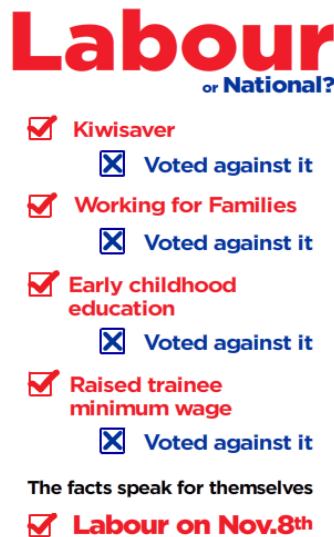 Labour
or National?
Kiwisaver
Voted against it
Working for Families
Voted against it
Early childhood
education
Voted against it
Raised trainee
minimum wage
Voted against it
The facts speak for themselves
Labour on Nov.8th